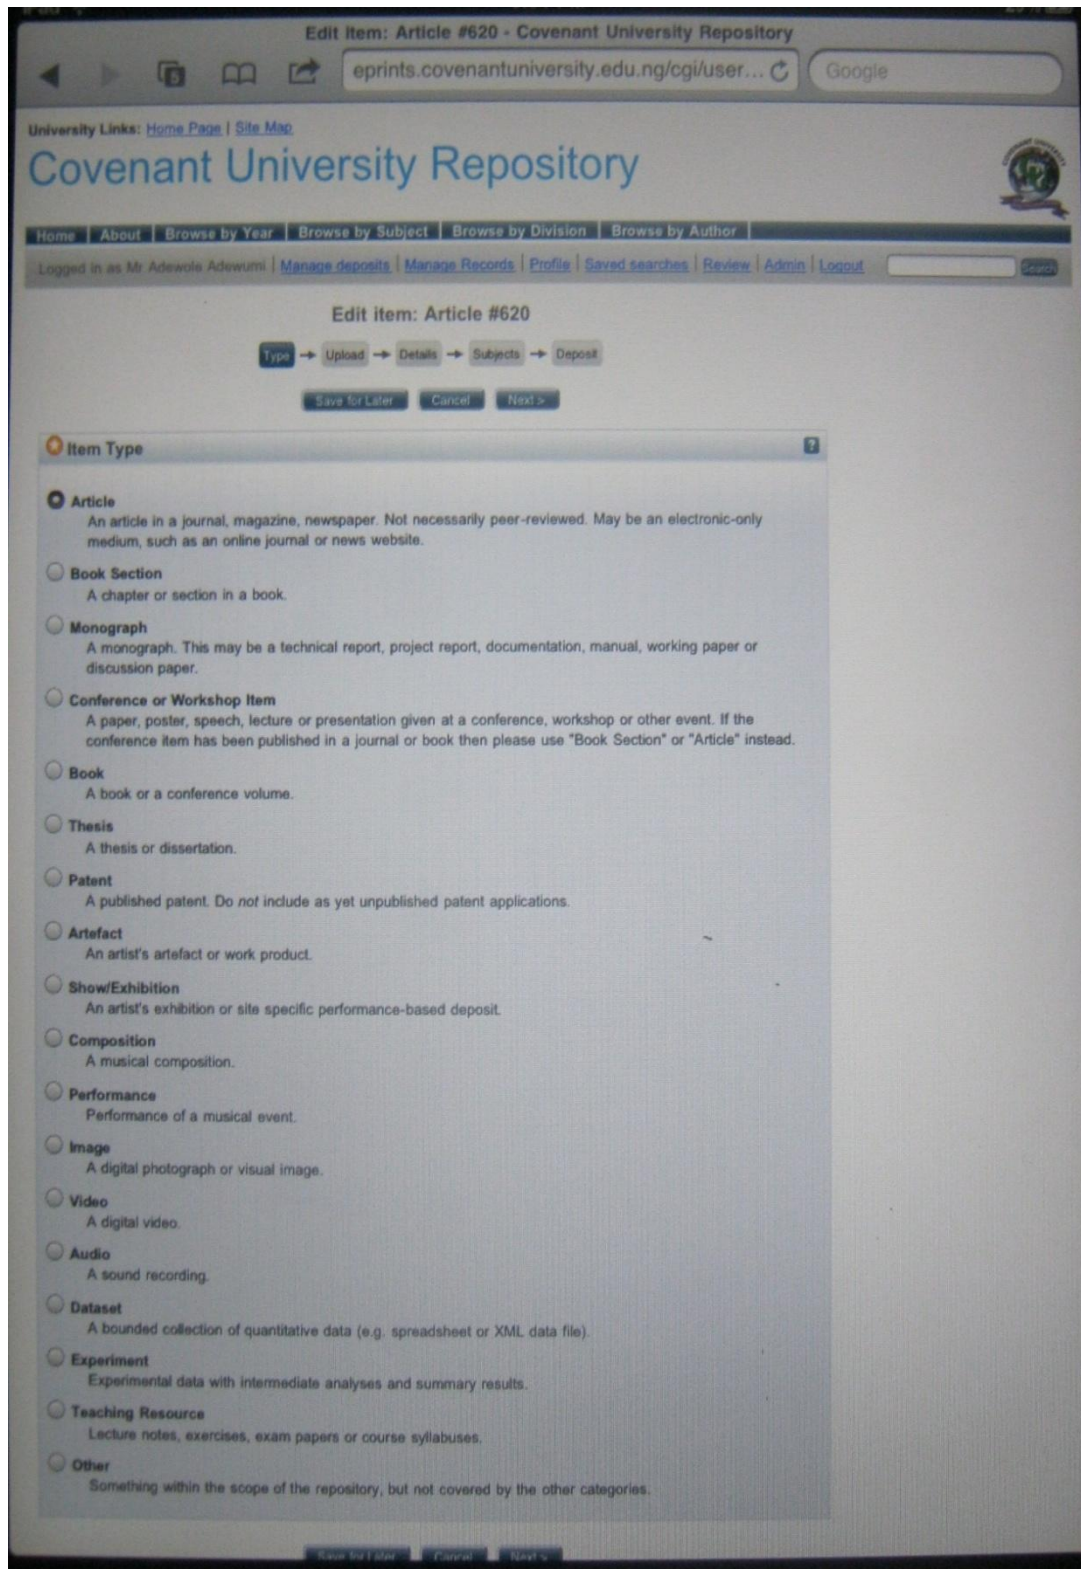 Edit Item: Article #620 - Covenant University Repository
5
eprints.covenantuniversity.edu.ng/cgi/user...
Google
University Links: Home Page | Site Map
Covenant University Repository
Home | About | Browse by Year | Browse by Subject | Browse by Division | Browse by Author |
Logged in as Mr Adewole Adewumi | Manage deposits | Manage Records | Profile | Saved searches | Review | Admin | Logout Search
Edit item: Article #620
Type → Upload → Details → Subjects → Deposit
Save for Later Cancel Next >
Item Type ?
Article
An article in a journal, magazine, newspaper. Not necessarily peer-reviewed. May be an electronic-only
medium, such as an online journal or news website.
Book Section
A chapter or section in a book.
Monograph
A monograph. This may be a technical report, project report, documentation, manual, working paper or
discussion paper.
Conference or Workshop Item
A paper, poster, speech, lecture or presentation given at a conference, workshop or other event. If the
conference item has been published in a journal or book then please use "Book Section" or "Article" instead.
Book
A book or a conference volume.
Thesis
A thesis or dissertation.
Patent
A published patent. Do not include as yet unpublished patent applications.
Artefact
An artist's artefact or work product.
Show/Exhibition
An artist's exhibition or site specific performance-based deposit.
Composition
A musical composition.
Performance
Performance of a musical event.
Image
A digital photograph or visual image.
Video
A digital video.
Audio
A sound recording.
Dataset
A bounded collection of quantitative data (e.g. spreadsheet or XML data file).
Experiment
Experimental data with intermediate analyses and summary results.
Teaching Resource
Lecture notes, exercises, exam papers or course syllabuses.
Other
Something within the scope of the repository, but not covered by the other categories.
Save for Later Cancel Next >